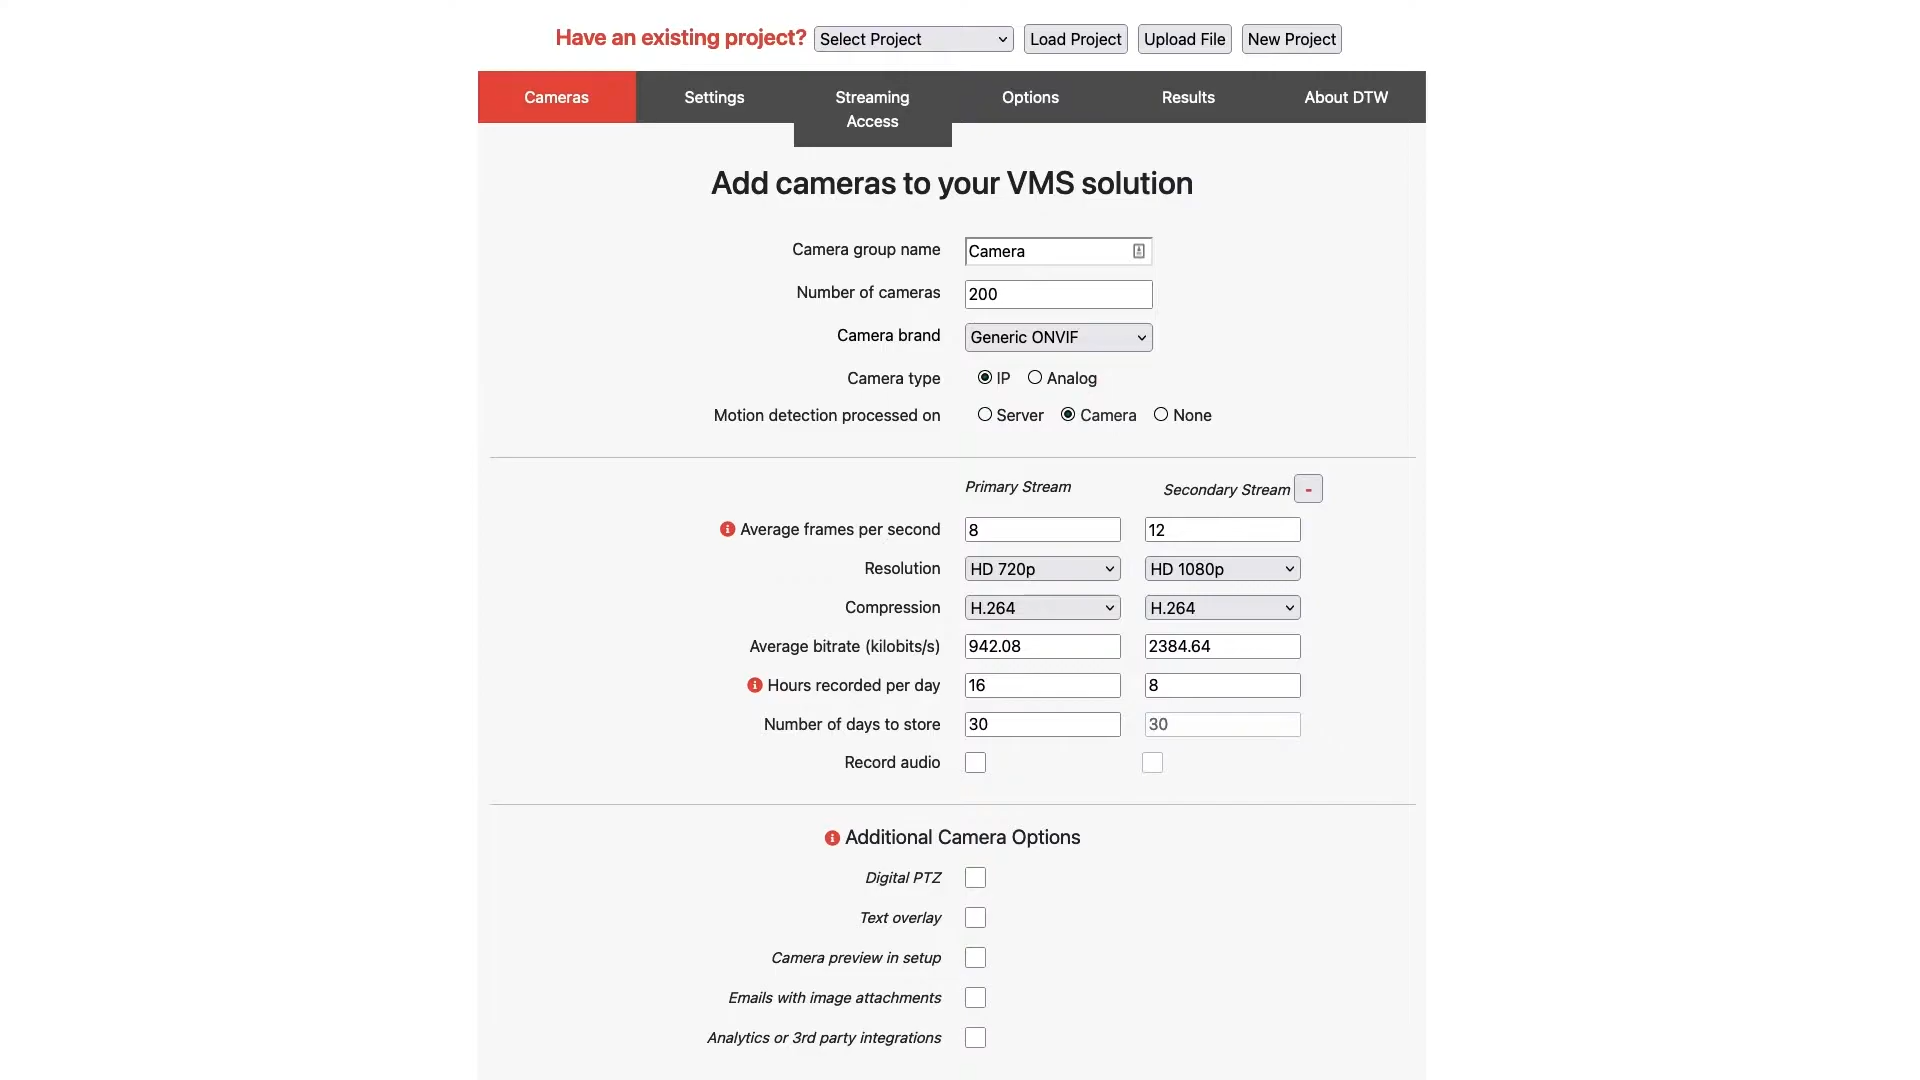 Have an existing project? Select Project Load Project Upload File New Project
Cameras Settings Streaming Access Options Results About DTW
Add cameras to your VMS solution
Camera group name Camera
Number of cameras 200
Camera brand Generic ONVIF
Camera type IP Analog
Motion detection processed on Server Camera None
Primary Stream Secondary Stream -
Average frames per second 8 12
Resolution HD 720p HD 1080p
Compression H.264 H.264
Average bitrate (kilobits/s) 942.08 2384.64
Hours recorded per day 16 8
Number of days to store 30 30
Record audio
Additional Camera Options
Digital PTZ
Text overlay
Camera preview in setup
Emails with image attachments
Analytics or 3rd party integrations